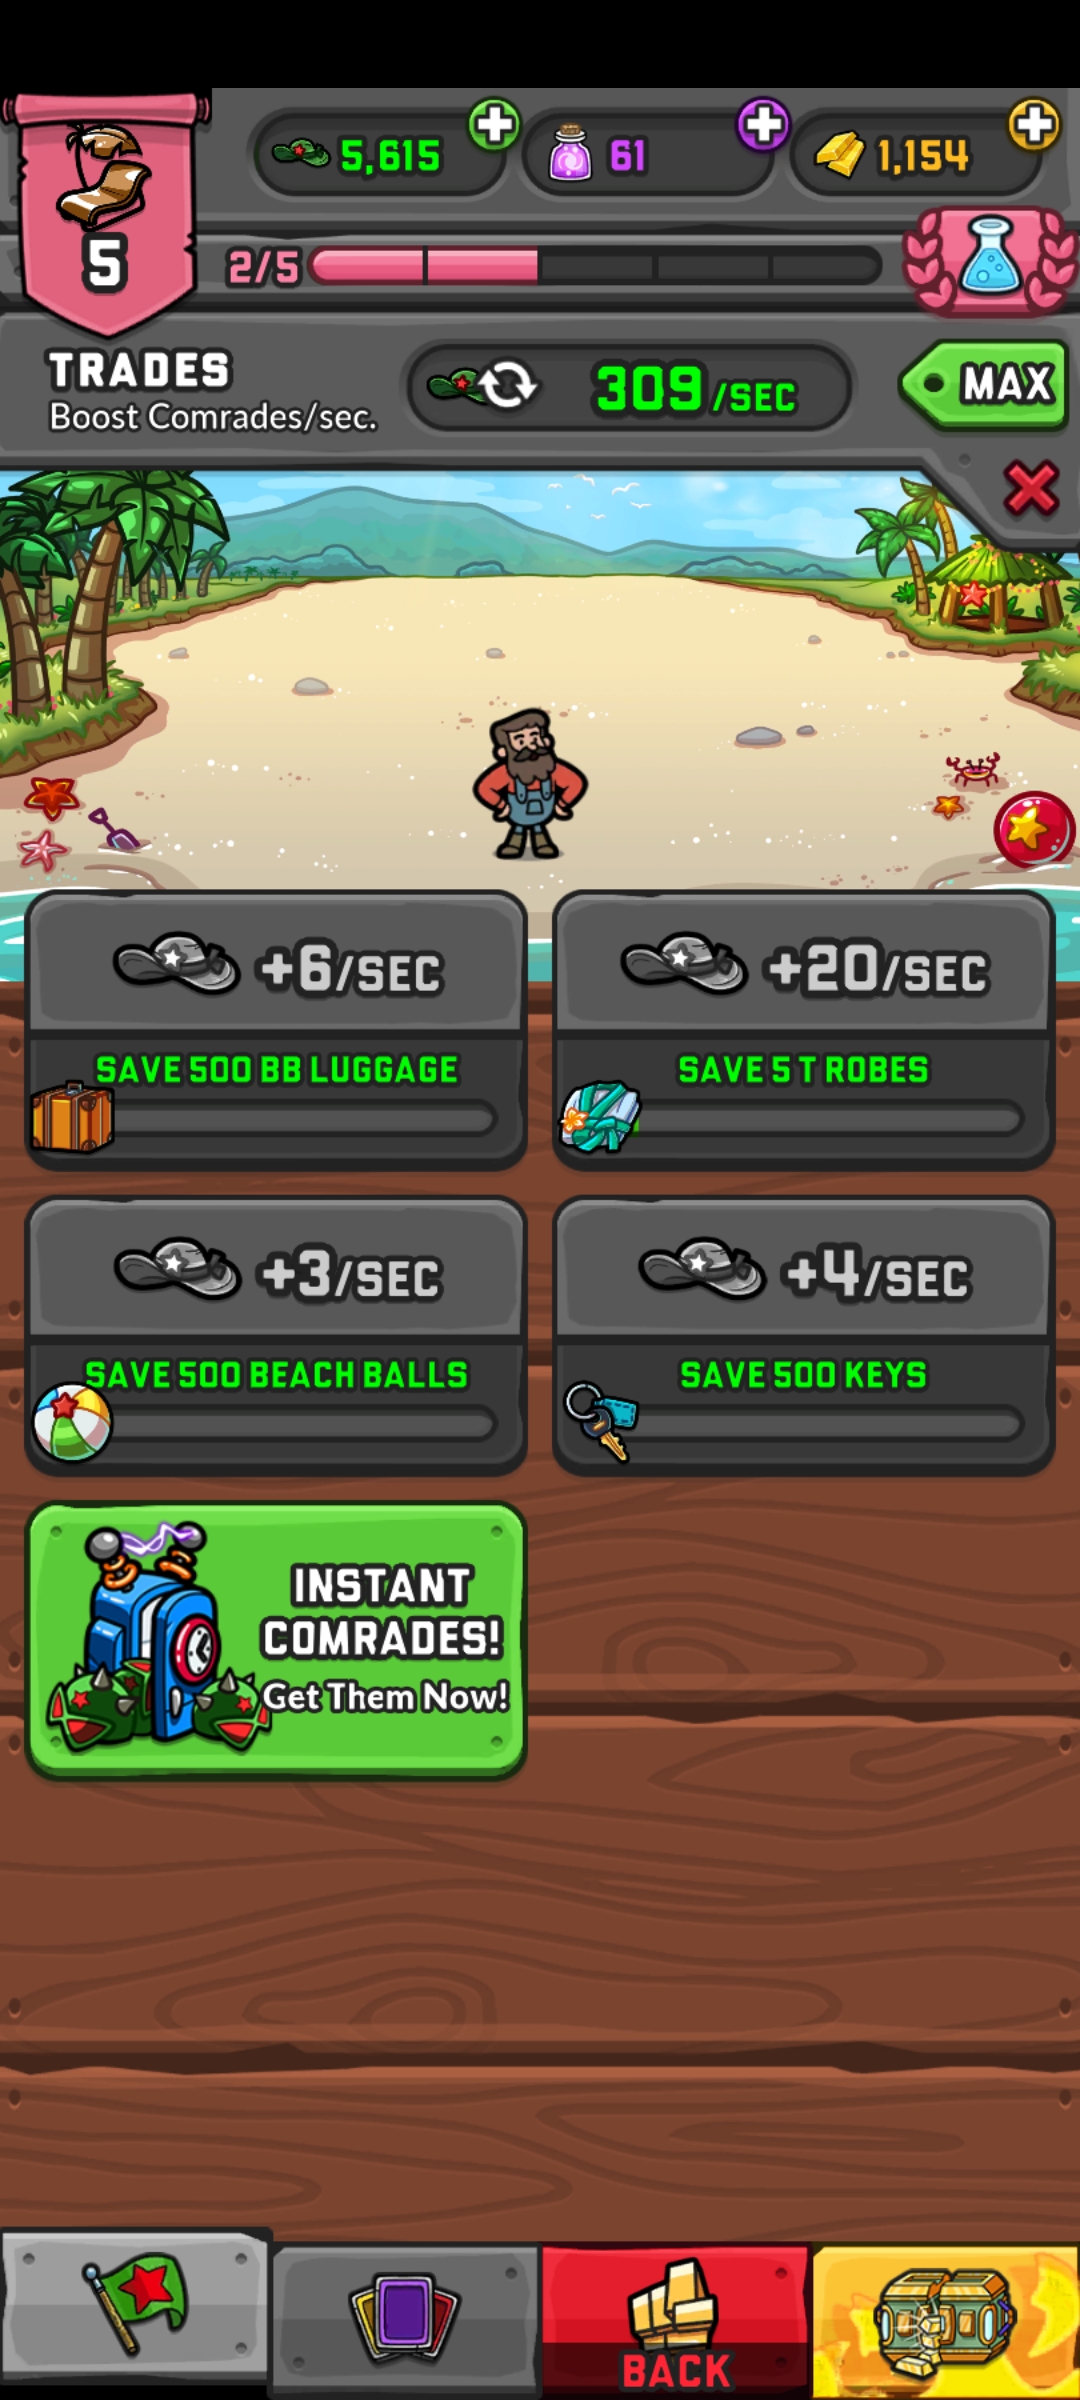 5,615
61
1,154
5
2/5
TRADES
Boost Comrades/sec.
309/SEC
MAX
+6/SEC
SAVE 500 BB LUGGAGE
+20/SEC
SAVE 5 T ROBES
+3/SEC
SAVE 500 BEACH BALLS
+4/SEC
SAVE 500 KEYS
INSTANT
COMRADES!
Get Them Now!
BACK